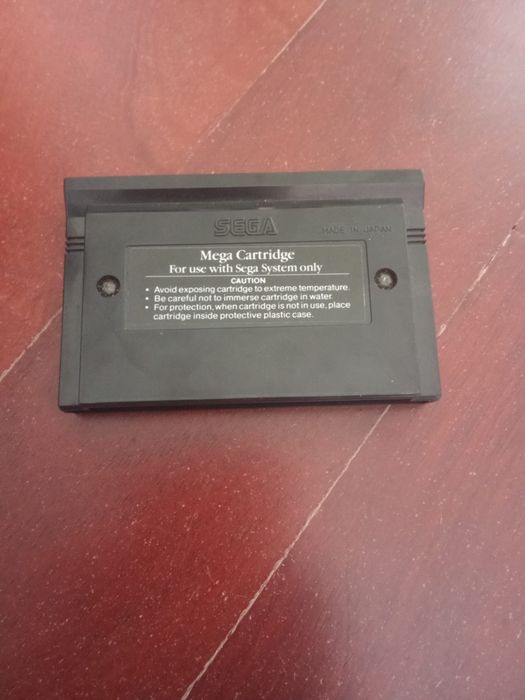 SEGA
MADE IN JAPAN
Mega Cartridge
For use with Sega System only
CAUTION
• Avoid exposing cartridge to extreme temperature.
• Be careful not to immerse cartridge in water.
• For protection, when cartridge is not in use, place
cartridge inside protective plastic case.